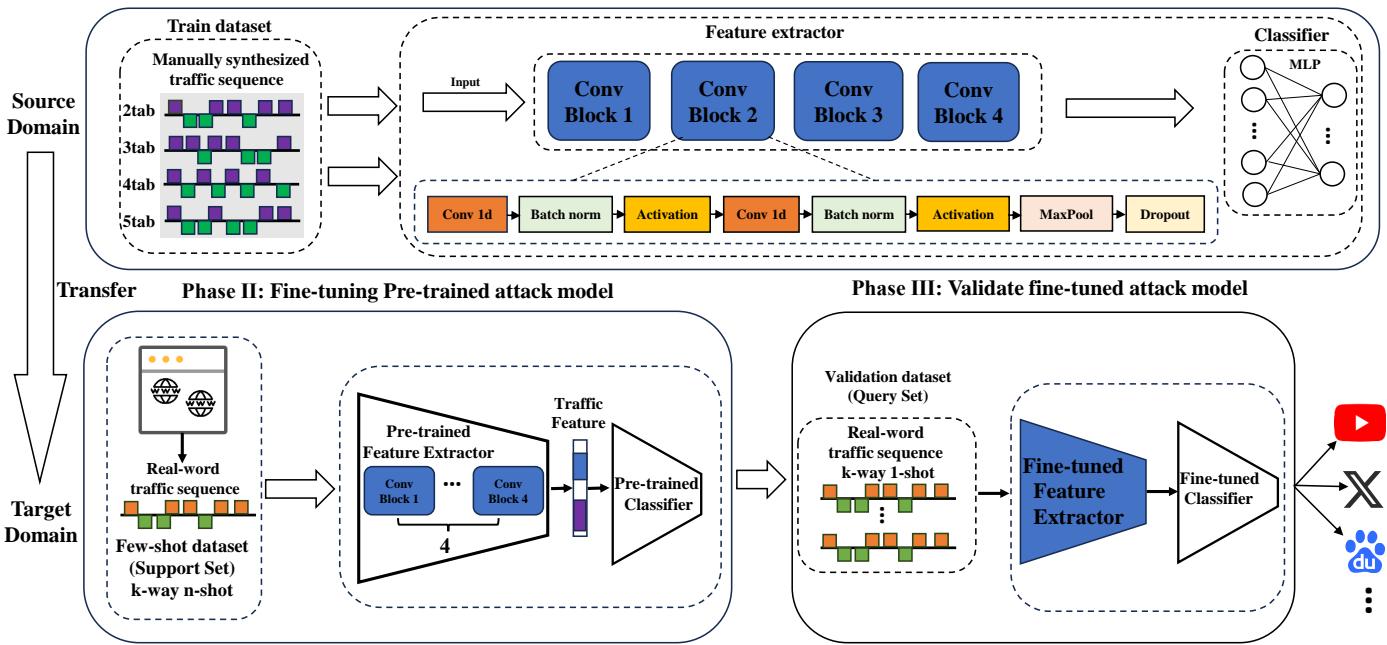 Train dataset
Manually synthesized
traffic sequence
2tab
3tab
4tab
5tab
Source
Domain
Feature extractor
Input
Conv
Block 1
Conv
Block 2
Conv
Block 3
Conv
Block 4
Classifier
MLP
Conv 1d
Batch norm
Activation
Conv 1d
Batch norm
Activation
MaxPool
Dropout
Transfer
Target
Domain
Phase II: Fine-tuning Pre-trained attack model
Real-word
traffic sequence
Few-shot dataset
(Support Set)
k-way n-shot
Pre-trained
Feature Extractor
Conv
Block 1
Conv
Block 4
4
Traffic
Feature
Pre-trained
Classifier
Phase III: Validate fine-tuned attack model
Validation dataset
(Query Set)
Real-word
traffic sequence
k-way 1-shot
Fine-tuned
Feature
Extractor
Fine-tuned
Classifier
X
du